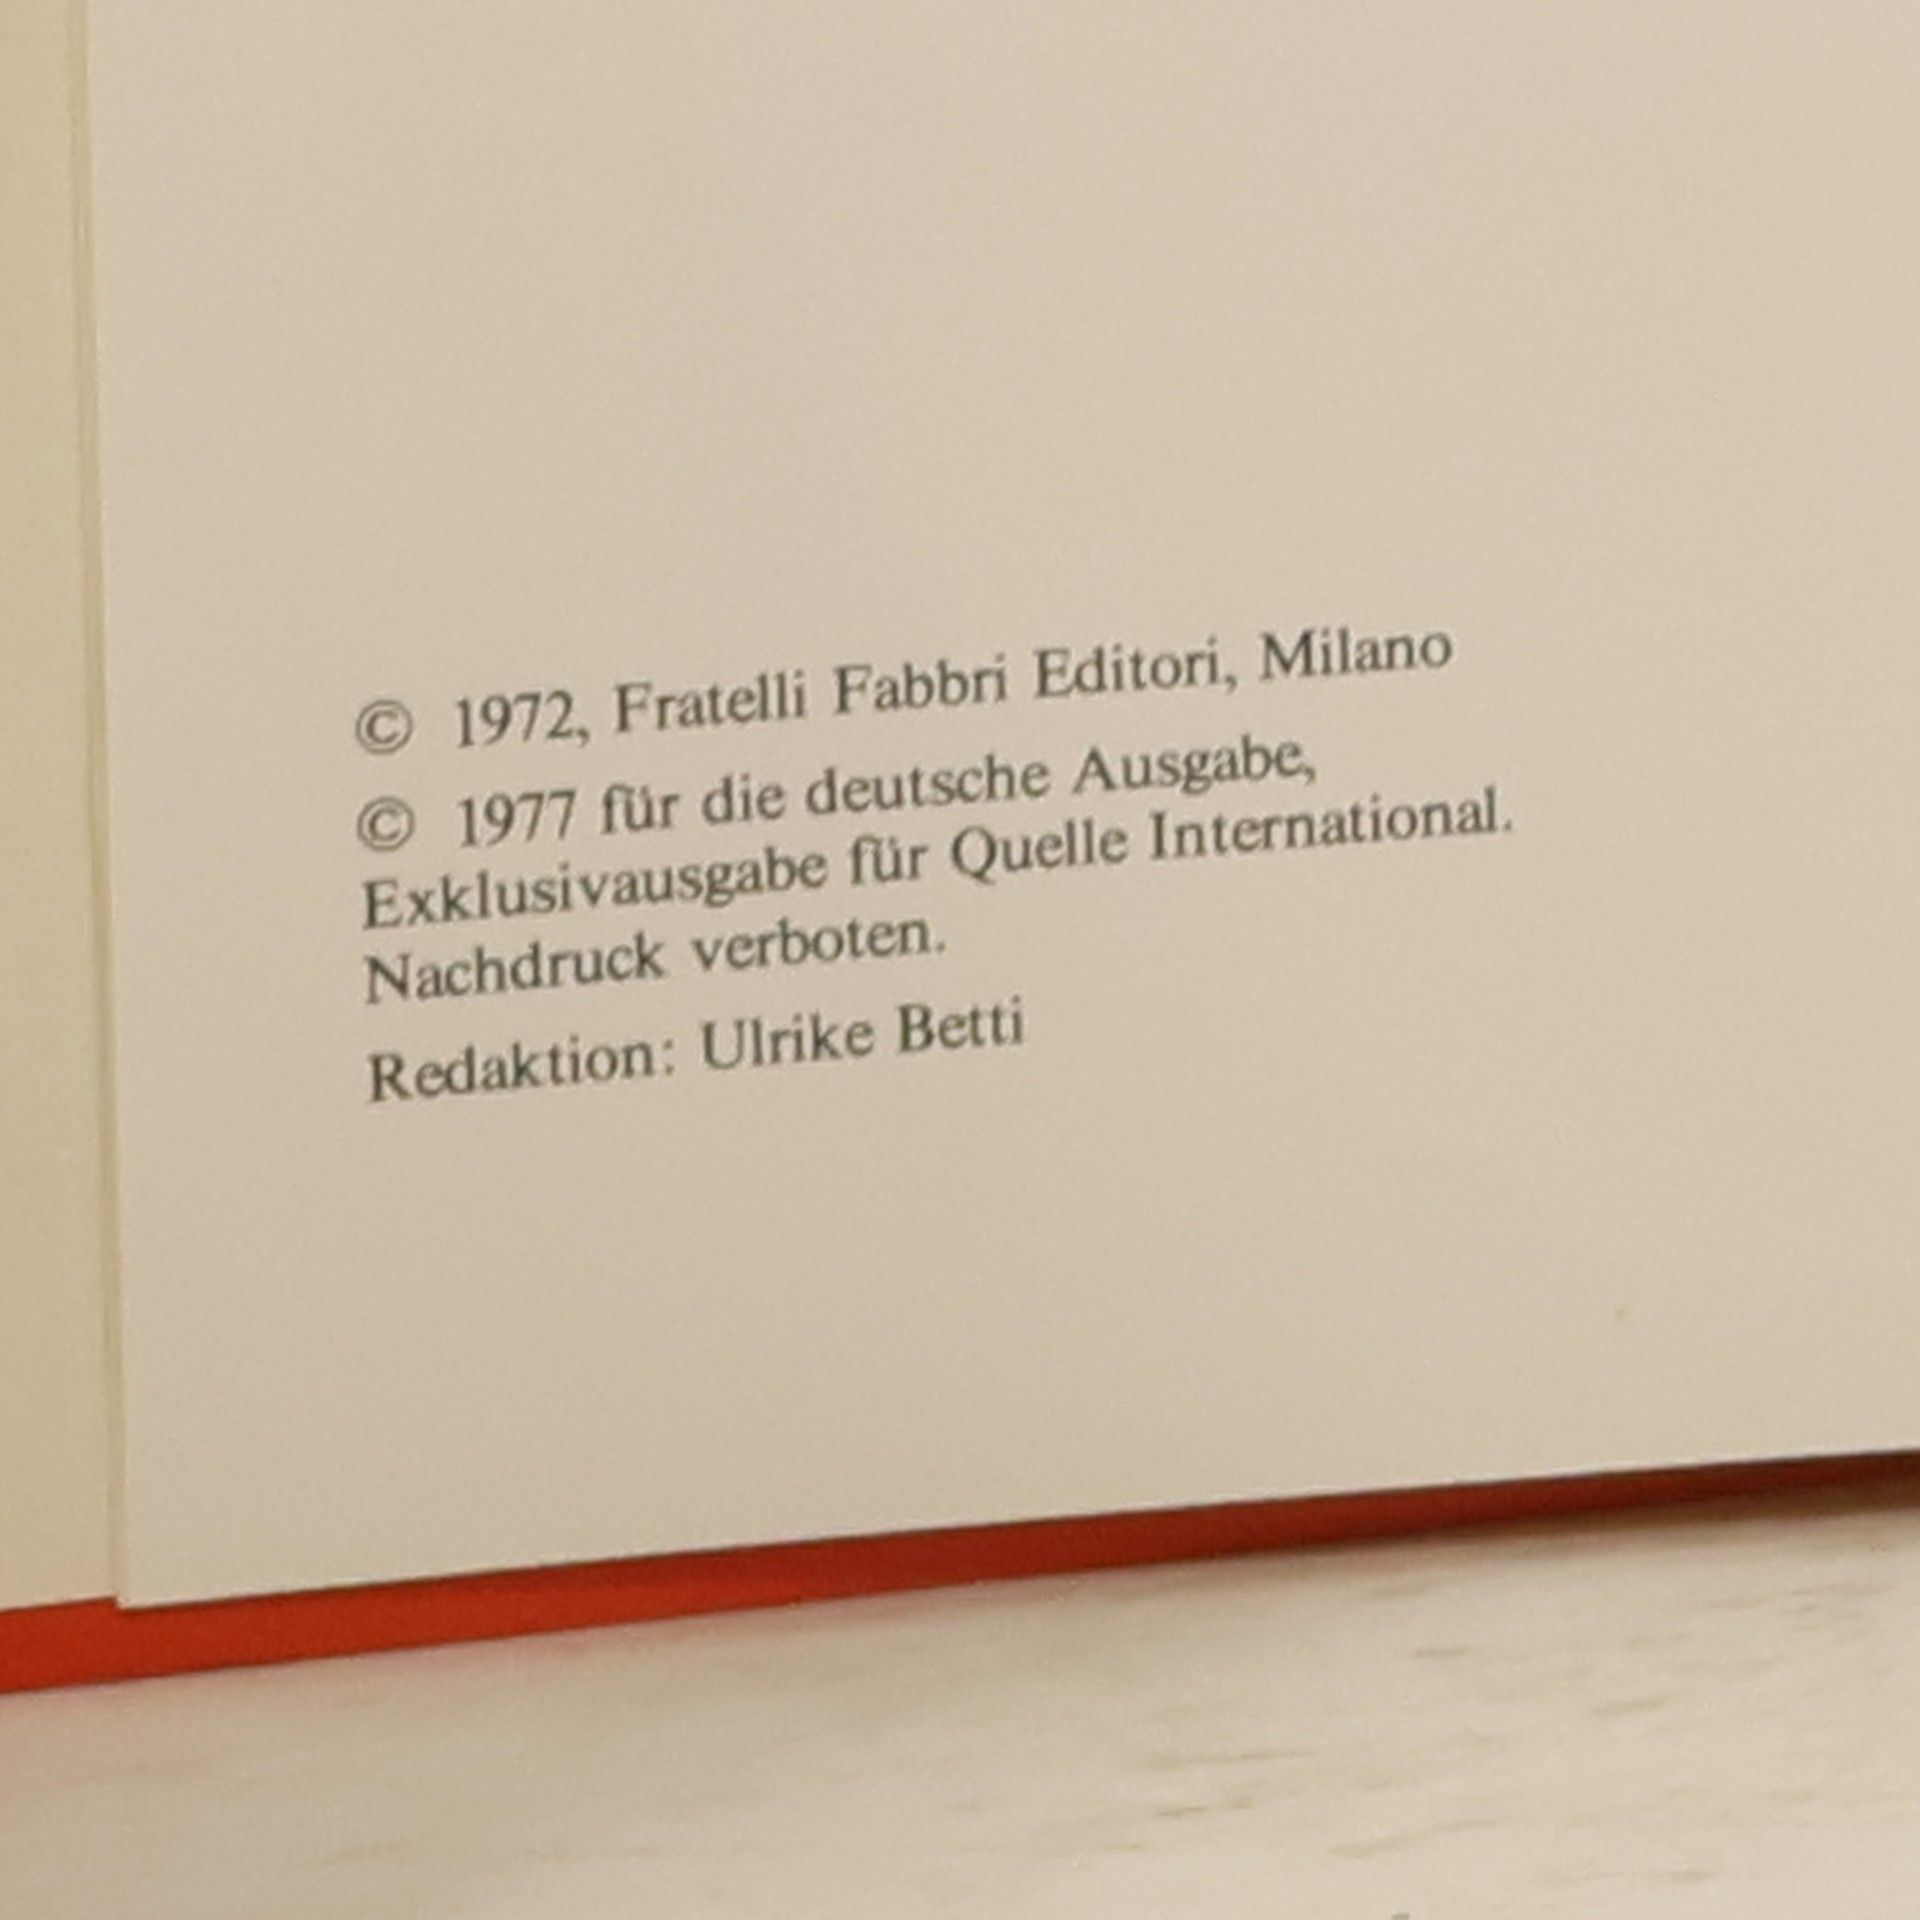 © 1972, Fratelli Fabbri Editori, Milano
© 1977 für die deutsche Ausgabe,
Exklusivausgabe für Quelle International.
Nachdruck verboten.
Redaktion: Ulrike Betti